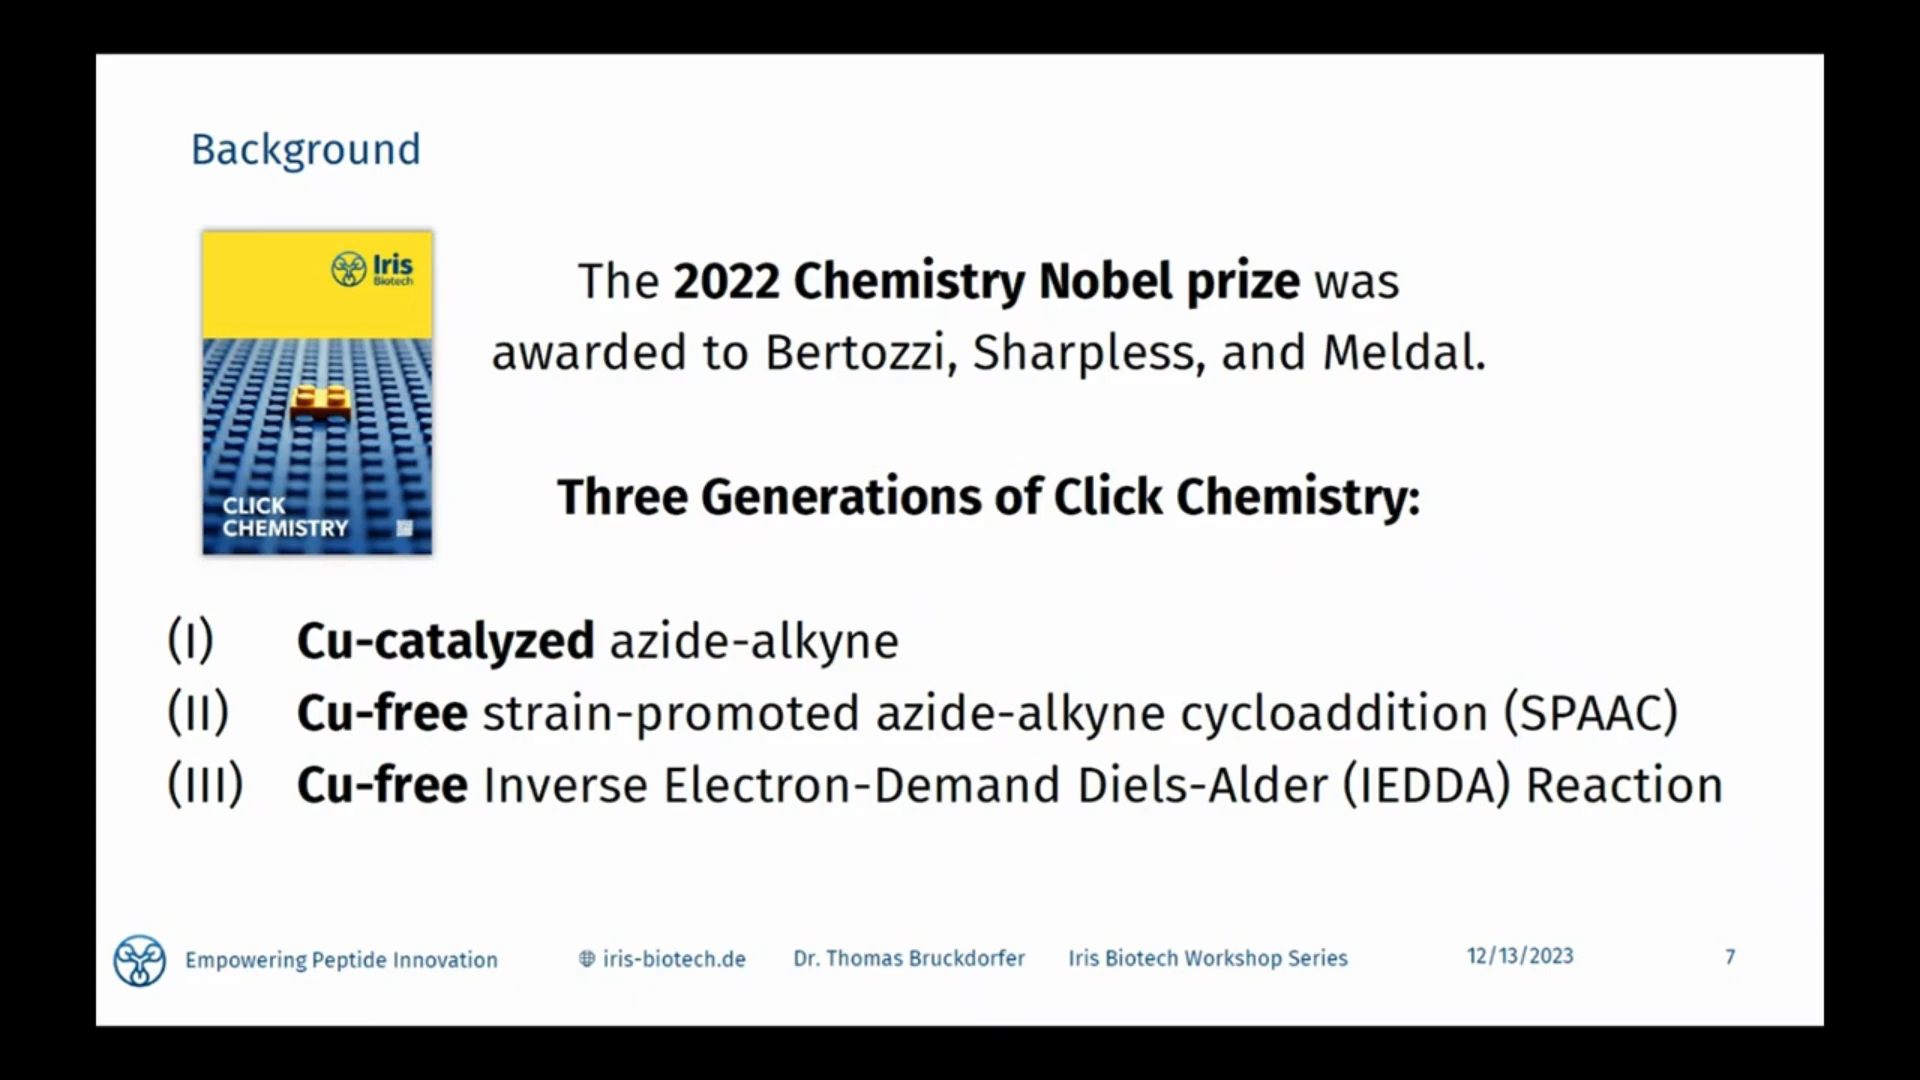 Background
Iris
Biotech
CLICK
CHEMISTRY
The 2022 Chemistry Nobel prize was
awarded to Bertozzi, Sharpless, and Meldal.
Three Generations of Click Chemistry:
(I) Cu-catalyzed azide-alkyne
(II) Cu-free strain-promoted azide-alkyne cycloaddition (SPAAC)
(III) Cu-free Inverse Electron-Demand Diels-Alder (IEDDA) Reaction
Empowering Peptide Innovation iris-biotech.de Dr. Thomas Bruckdorfer Iris Biotech Workshop Series 12/13/2023 7